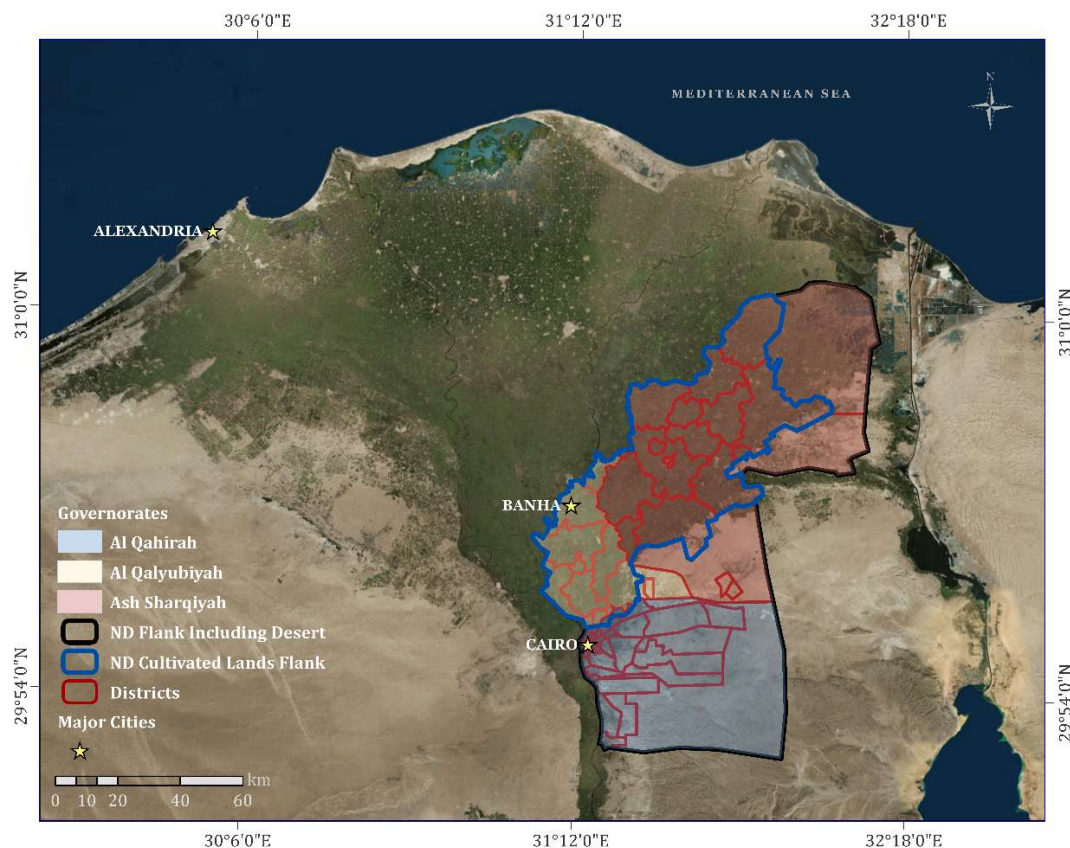 30°6'0"E
31°12'0"E
32°18'0"E
MEDITERRANEAN SEA
N
ALEXANDRIA
31°0'0"N
31°0'0"N
BANHA
Governorates
Al Qahirah
Al Qalyubiyah
Ash Sharqiyah
ND Flank Including Desert
CAIRO
ND Cultivated Lands Flank
29°54'0"N
Districts
29°54'0"N
Major Cities
km
0 10 20 40 60
30°6'0"E
31°12'0"E
32°18'0"E